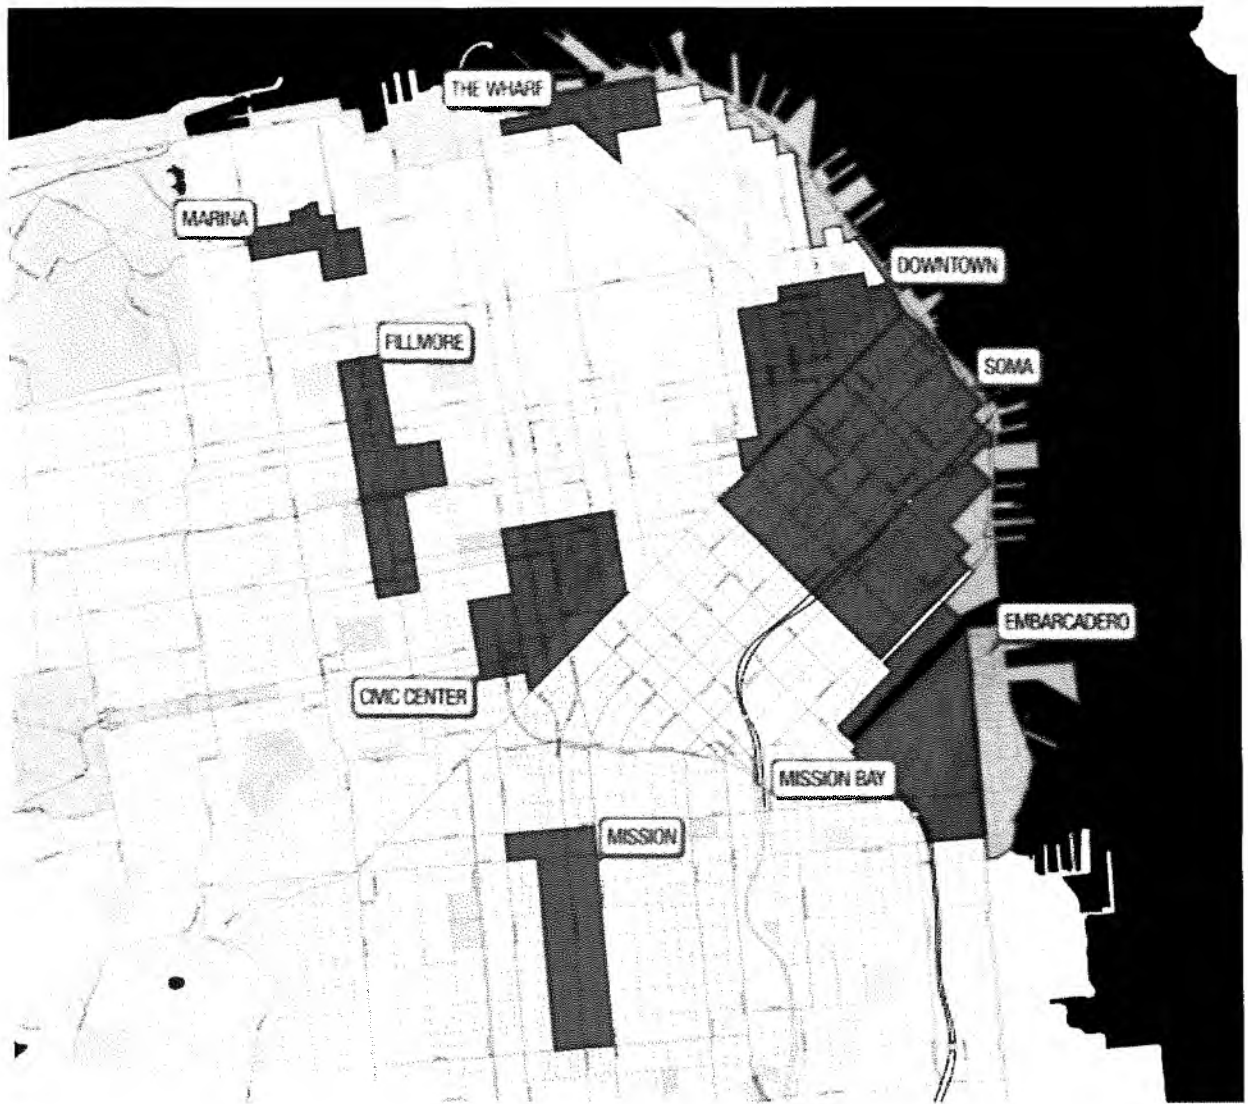 THE WHARF
MARINA
DOWNTOWN
FILLMORE
SOMA
EMBARCADERO
CIVIC CENTER
MISSION BAY
MISSION